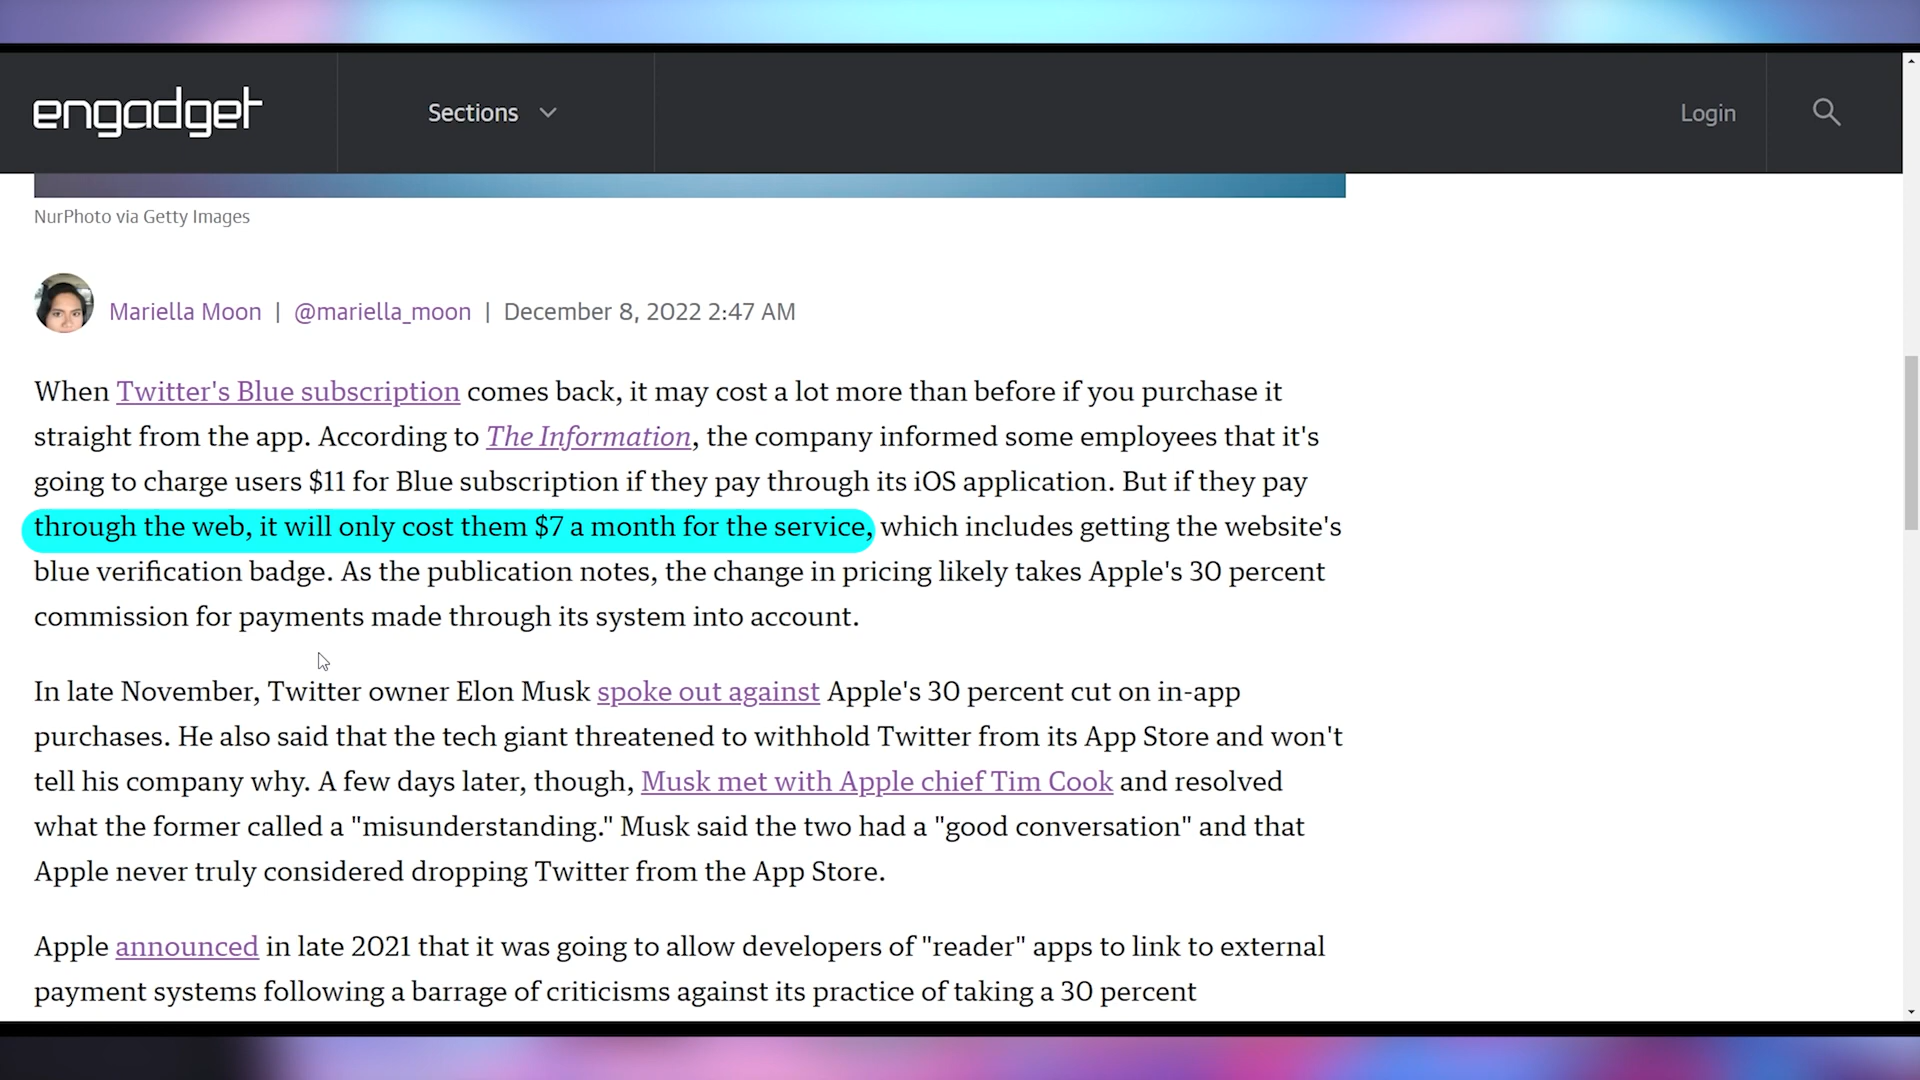 engadget
Sections
Login
NurPhoto via Getty Images
Mariella Moon | @mariella_moon | December 8, 2022 2:47 AM
When Twitter's Blue subscription comes back, it may cost a lot more than before if you purchase it
straight from the app. According to The Information, the company informed some employees that it's
going to charge users $11 for Blue subscription if they pay through its iOS application. But if they pay
through the web, it will only cost them $7 a month for the service, which includes getting the website's
blue verification badge. As the publication notes, the change in pricing likely takes Apple's 30 percent
commission for payments made through its system into account.
In late November, Twitter owner Elon Musk spoke out against Apple's 30 percent cut on in-app
purchases. He also said that the tech giant threatened to withhold Twitter from its App Store and won't
tell his company why. A few days later, though, Musk met with Apple chief Tim Cook and resolved
what the former called a "misunderstanding." Musk said the two had a "good conversation" and that
Apple never truly considered dropping Twitter from the App Store.
Apple announced in late 2021 that it was going to allow developers of "reader" apps to link to external
payment systems following a barrage of criticisms against its practice of taking a 30 percent